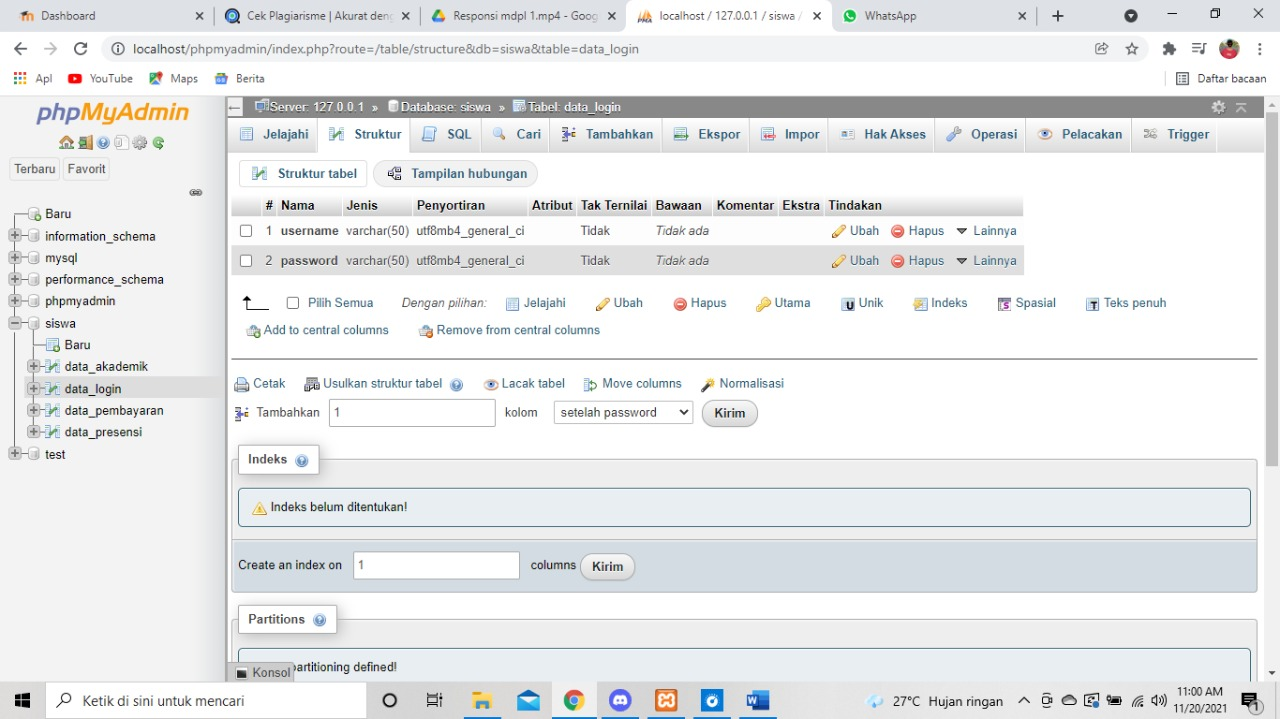 Dashboard
Cek Plagiarisme | Akurat den
Responsi mdpl 1.mp4 - Goog
localhost / 127.0.0.1 / siswa /
WhatsApp
localhost/phpmyadmin/index.php?route=/table/structure&db=siswa&table=data_login
Apl YouTube Maps Berita Daftar bacaan
phpMyAdmin
Terbaru Favorit
Baru
information_schema
mysql
performance_schema
phpmyadmin
siswa
Baru
data_akademik
data_login
data_pembayaran
data_presensi
test
Server: 127.0.0.1 » Database: siswa » Tabel: data_login
Jelajahi Struktur SQL Cari Tambahkan Ekspor Impor Hak Akses Operasi Pelacakan Trigger
Struktur tabel Tampilan hubungan
# Nama Jenis Penyortiran Atribut Tak Ternilai Bawaan Komentar Ekstra Tindakan
1 username varchar(50) utf8mb4_general_ci Tidak Tidak ada Ubah Hapus Lainnya
2 password varchar(50) utf8mb4_general_ci Tidak Tidak ada Ubah Hapus Lainnya
Pilih Semua Dengan pilihan: Jelajahi Ubah Hapus Utama Unik Indeks Spasial Teks penuh
Add to central columns Remove from central columns
Cetak Usulkan struktur tabel Lacak tabel Move columns Normalisasi
Tambahkan 1 kolom setelah password Kirim
Indeks
Indeks belum ditentukan!
Create an index on 1 columns Kirim
Partitions
partitioning defined!
Konsol
Ketik di sini untuk mencari
27°C Hujan ringan
11:00 AM
11/20/2021
1